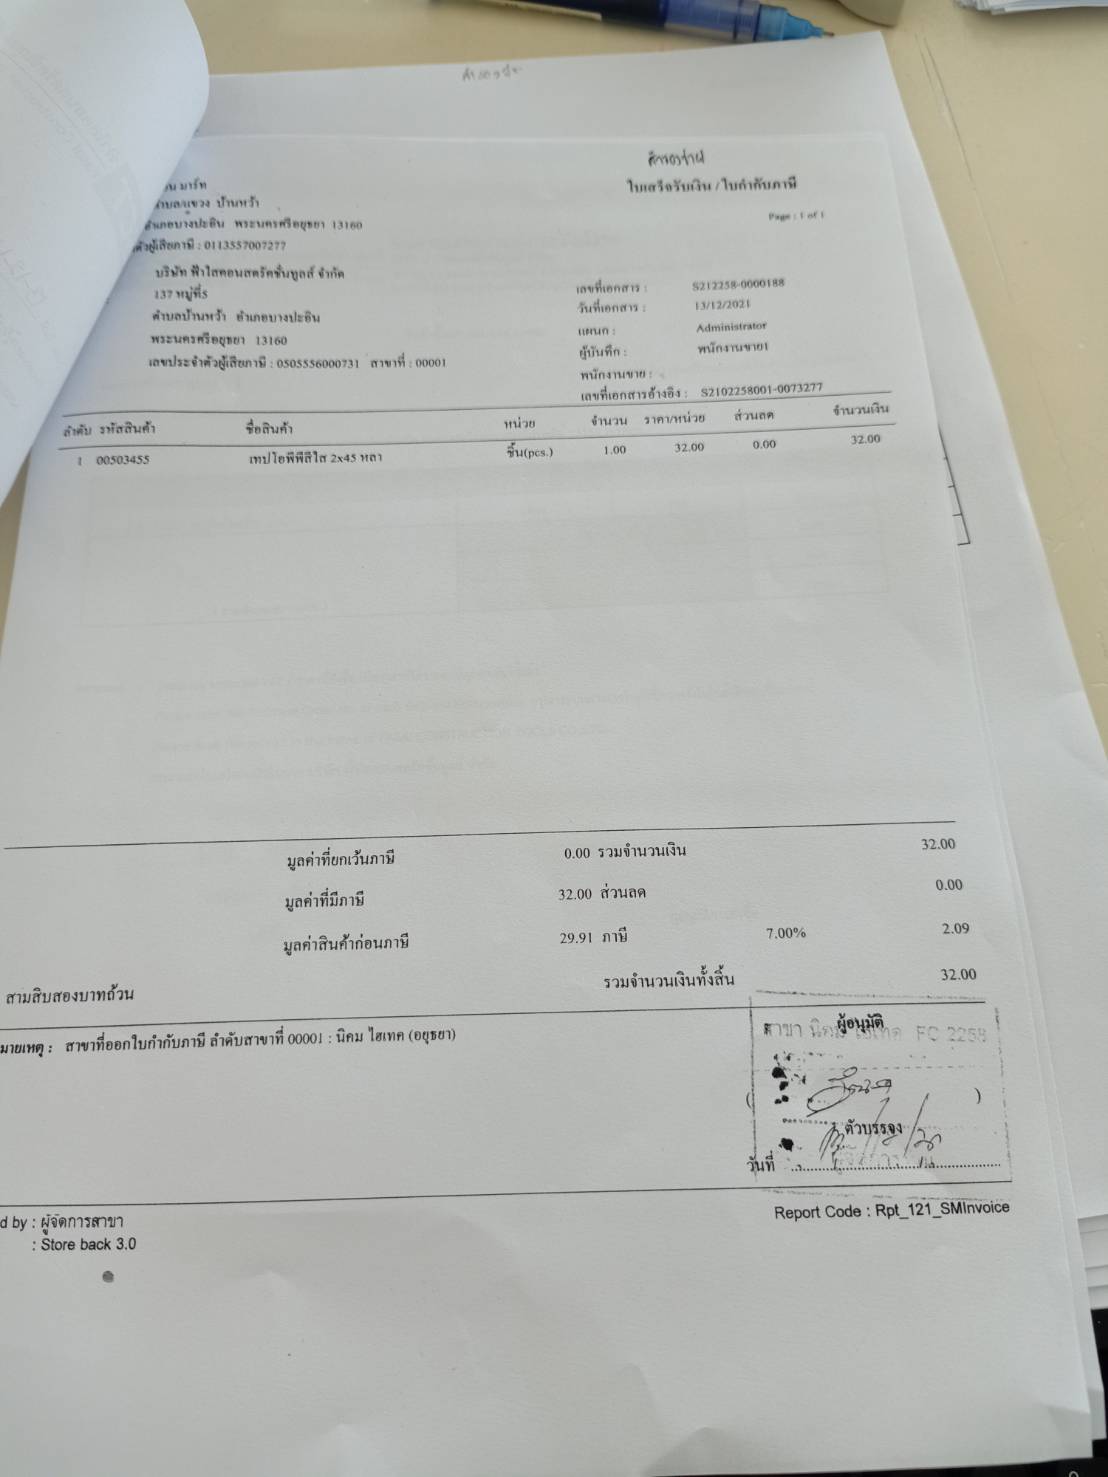 มาร์ท
บ้านหว้า
อำเภอบางปะอิน พระนครศรีอยุธยา 13160
ตัวผู้เสียภาษี : 0113557007277
ใบเสร็จรับเงิน / ใบกำกับภาษี
Page : 1 of 1
บริษัท ฟ้าใสคอนสตรัคชั่นทูลส์ จำกัด
137 หมู่ที่5
ตำบลบ้านหว้า อำเภอบางปะอิน
พระนครศรีอยุธยา 13160
เลขประจำตัวผู้เสียภาษี : 0505556000731 สาขาที่ : 00001
เลขที่เอกสาร : S212258-0000188
วันที่เอกสาร : 13/12/2021
แผนก : Administrator
ผู้บันทึก : พนักงานขาย1
พนักงานขาย :
เลขที่เอกสารอ้างอิง : S2102258001-0073277
ลำดับ รหัสสินค้า ชื่อสินค้า หน่วย จำนวน ราคา/หน่วย ส่วนลด จำนวนเงิน
1 00503455 เทปโอพีพีสีใส 2x45 หลา ชิ้น(pcs.) 1.00 32.00 0.00 32.00
มูลค่าที่ยกเว้นภาษี 0.00 รวมจำนวนเงิน 32.00
มูลค่าที่มีภาษี 32.00 ส่วนลด 0.00
มูลค่าสินค้าก่อนภาษี 29.91 ภาษี 7.00% 2.09
สามสิบสองบาทถ้วน รวมจำนวนเงินทั้งสิ้น 32.00
มายเหตุ : สาขาที่ออกใบกำกับภาษี ลำดับสาขาที่ 00001 : นิคม ไฮเทค (อยุธยา)
ผู้อนุมัติ
สาขา นิคม ไฮเทค FC 2258
( )
ตัวบรรจง
วันที่
d by : ผู้จัดการสาขา
: Store back 3.0
Report Code : Rpt_121_SMInvoice